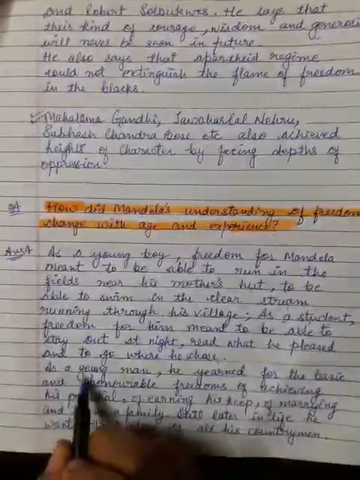 and Robert Sobukwes. He says that
their kind of courage, wisdom and generosi
will never be seen in future.
He also says that apartheid regime
could not extinguish the flame of freedom
in the blacks.
Mahatma Gandhi, Jawaharlal Nehru,
Subhash Chandra Bose etc also achieved
heights of character by facing depths of
oppression.
Q4 How did Mandela's understanding of freedom
change with age and experience?
Ans4 As a young boy, freedom for Mandela
meant to be able to run in the
fields near his mother's hut, to be
able to swim in the clear stream
running through his village; As a student,
freedom for him meant to be able to
stay out at night, read what he pleased
and to go where he chose.
As a young man, he yearned for the basic
and honourable freedoms of achieving
his of earning his keep, of marrying
and family. Still later in life he
of all his countrymen.